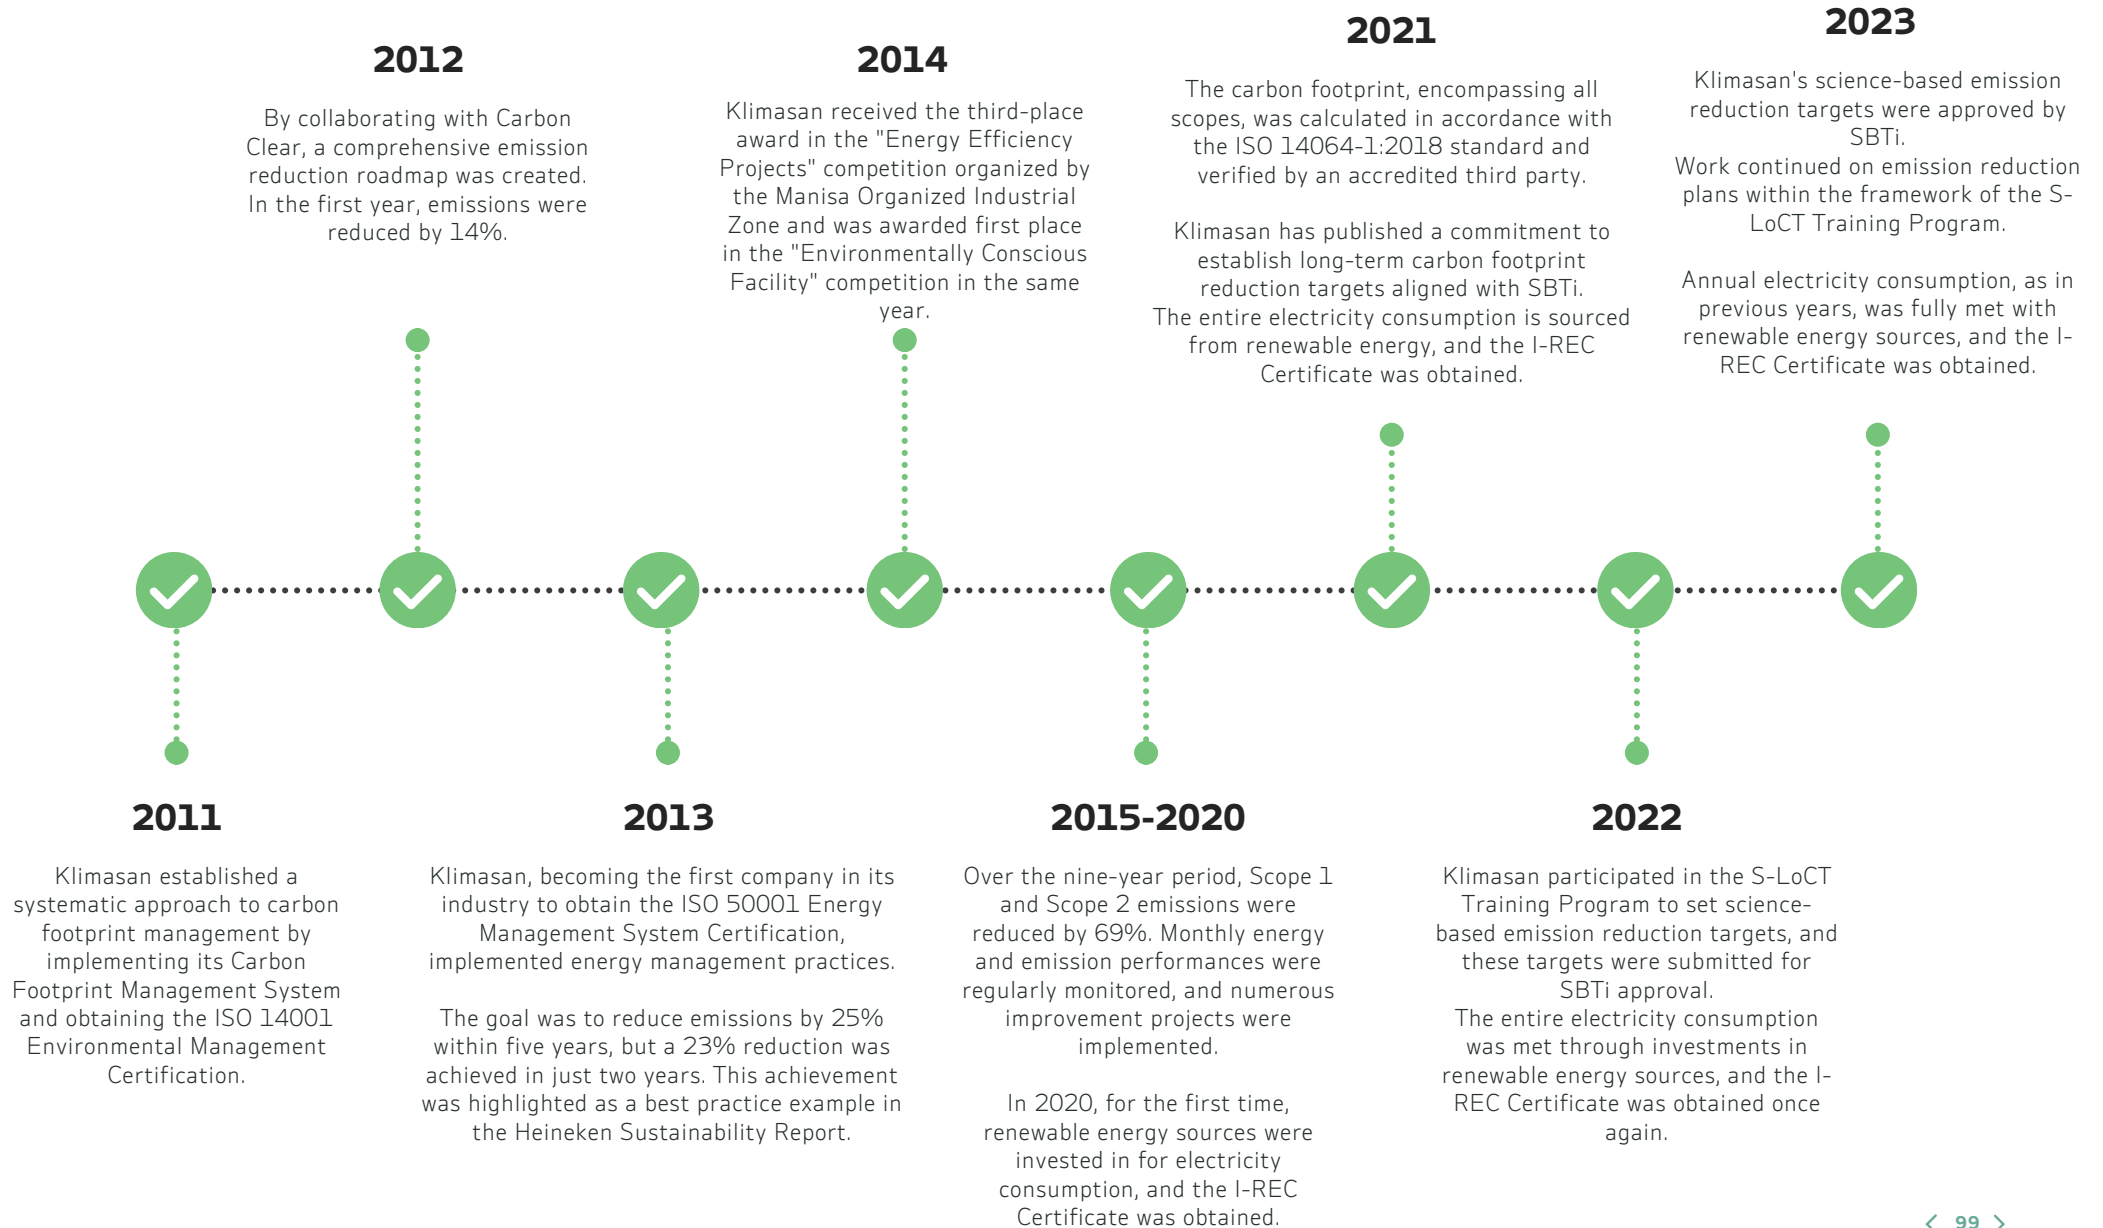 2012
By collaborating with Carbon
Clear, a comprehensive emission
reduction roadmap was created.
In the first year, emissions were
reduced by 14%.
2014
Klimasan received the third-place
award in the "Energy Efficiency
Projects" competition organized by
the Manisa Organized Industrial
Zone and was awarded first place
in the "Environmentally Conscious
Facility" competition in the same
year.
2021
The carbon footprint, encompassing all
scopes, was calculated in accordance with
the ISO 14064-1:2018 standard and
verified by an accredited third party.
Klimasan has published a commitment to
establish long-term carbon footprint
reduction targets aligned with SBTi.
The entire electricity consumption is sourced
from renewable energy, and the I-REC
Certificate was obtained.
2023
Klimasan's science-based emission
reduction targets were approved by
SBTi.
Work continued on emission reduction
plans within the framework of the S-
LoCT Training Program.
Annual electricity consumption, as in
previous years, was fully met with
renewable energy sources, and the I-
REC Certificate was obtained.
2011
Klimasan established a
systematic approach to carbon
footprint management by
implementing its Carbon
Footprint Management System
and obtaining the ISO 14001
Environmental Management
Certification.
2013
Klimasan, becoming the first company in its
industry to obtain the ISO 50001 Energy
Management System Certification,
implemented energy management practices.
The goal was to reduce emissions by 25%
within five years, but a 23% reduction was
achieved in just two years. This achievement
was highlighted as a best practice example in
the Heineken Sustainability Report.
2015-2020
Over the nine-year period, Scope 1
and Scope 2 emissions were
reduced by 69%. Monthly energy
and emission performances were
regularly monitored, and numerous
improvement projects were
implemented.
In 2020, for the first time,
renewable energy sources were
invested in for electricity
consumption, and the I-REC
Certificate was obtained.
2022
Klimasan participated in the S-LoCT
Training Program to set science-
based emission reduction targets, and
these targets were submitted for
SBTi approval.
The entire electricity consumption
was met through investments in
renewable energy sources, and the I-
REC Certificate was obtained once
again.
99